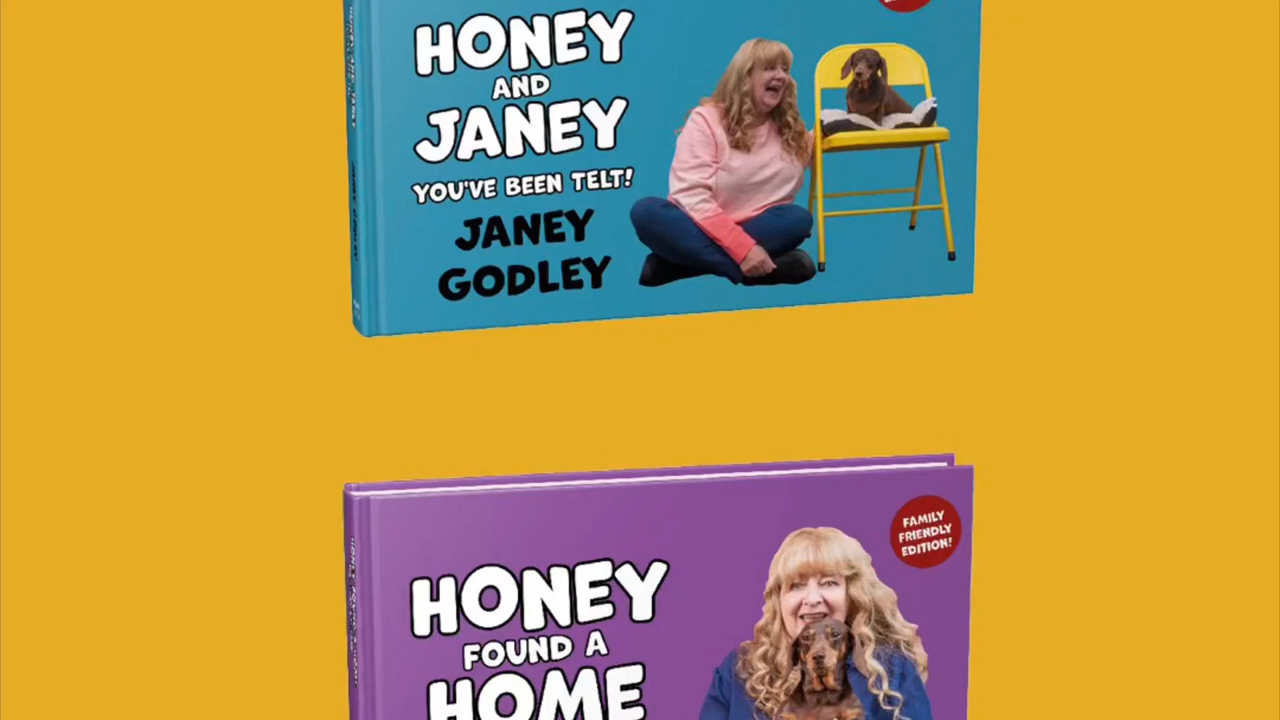 HONEY
AND
JANEY
YOU'VE BEEN TELT!
JANEY
GODLEY
FAMILY
FRIENDLY
EDITION!
HONEY
FOUND A
HOME